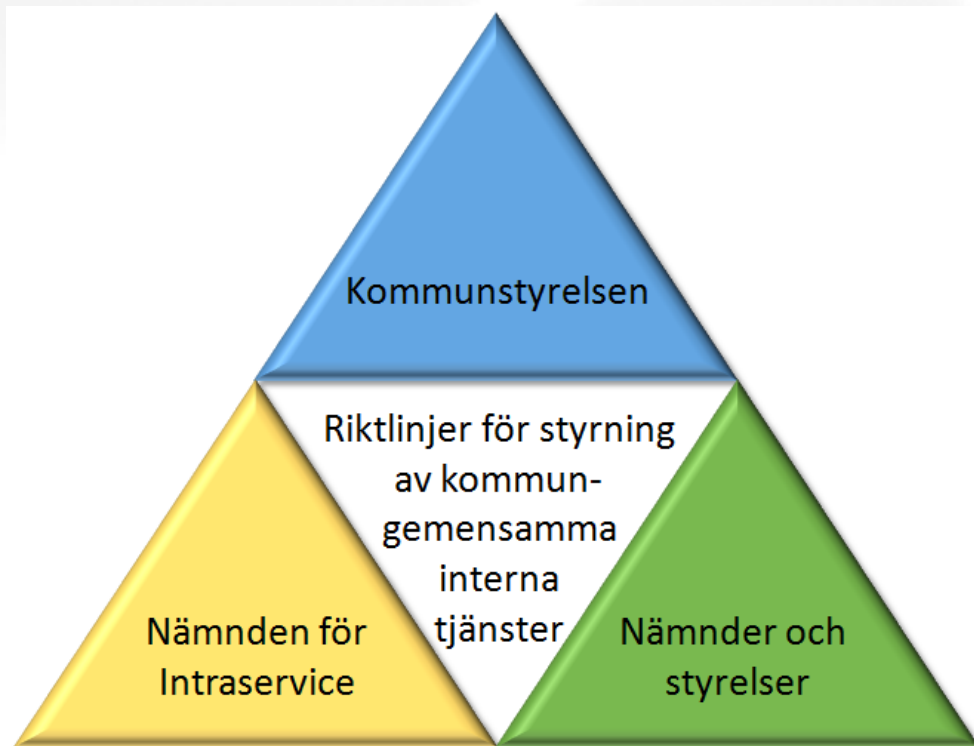 Kommunstyrelsen
Riktlinjer för styrning
av kommun-
gemensamma
interna
tjänster
Nämnden för
Intraservice
Nämnder och
styrelser